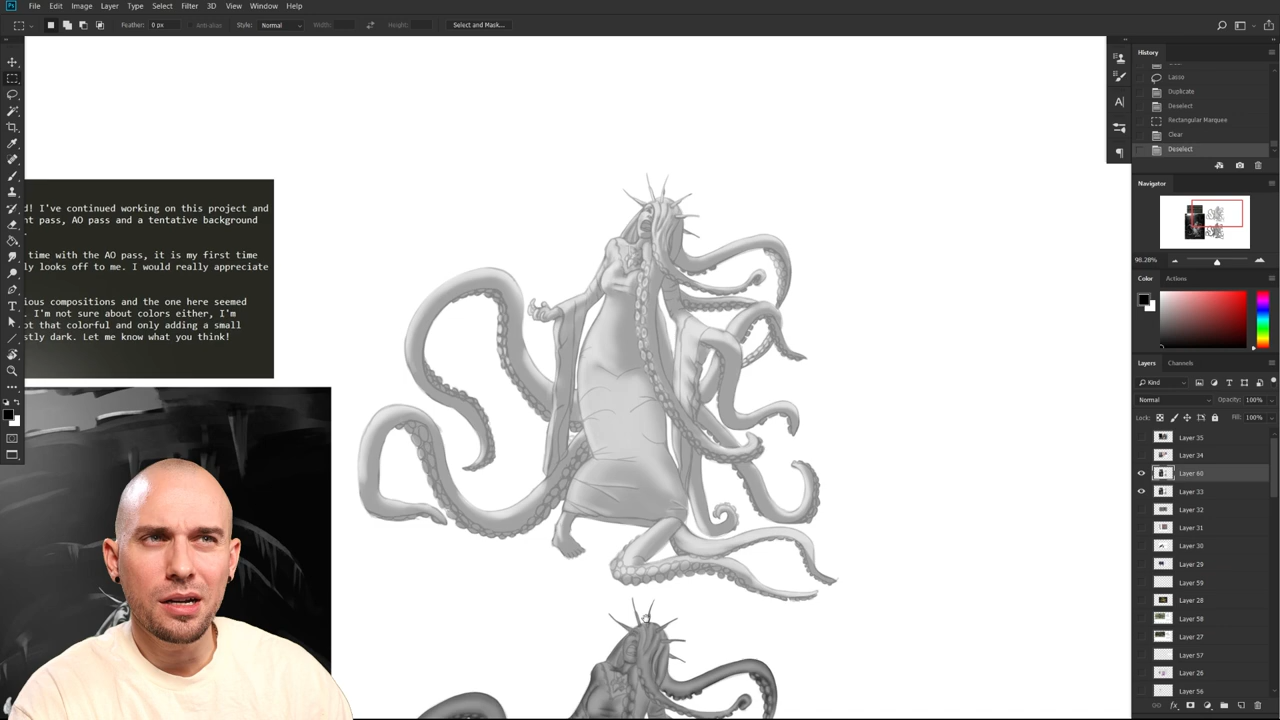 Ps File Edit Image Layer Type Select Filter 3D View Window Help
Feather: 0 px Anti-alias Style: Normal Width: Height: Select and Mask...
History
Lasso
Duplicate
Deselect
Rectangular Marquee
Clear
Deselect
Navigator
98.28%
Color Actions
Layers Channels
Kind
Normal Opacity: 100%
Lock: Fill: 100%
Layer 35
Layer 34
Layer 60
Layer 33
Layer 32
Layer 31
Layer 30
Layer 29
Layer 59
Layer 28
Layer 58
Layer 27
Layer 57
Layer 26
Layer 56
d! I've continued working on this project and
nt pass, AO pass and a tentative background
time with the AO pass, it is my first time
ly looks off to me. I would really appreciate
ious compositions and the one here seemed
. I'm not sure about colors either, I'm
ot that colorful and only adding a small
stly dark. Let me know what you think!